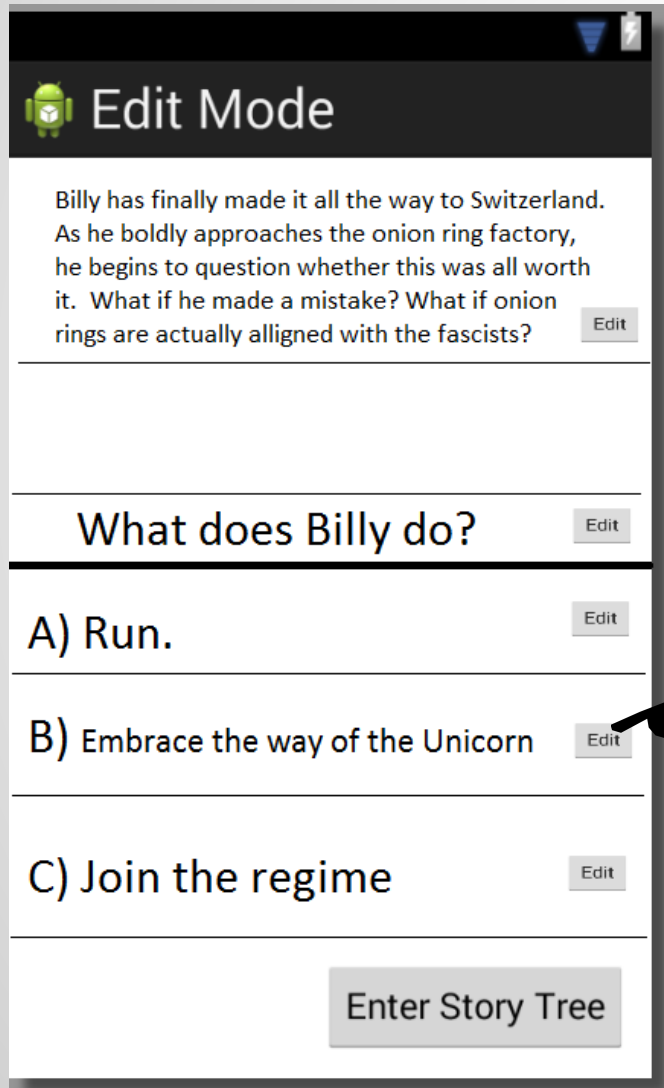 Edit Mode
Billy has finally made it all the way to Switzerland.
As he boldly approaches the onion ring factory,
he begins to question whether this was all worth
it.  What if he made a mistake? What if onion
rings are actually alligned with the fascists?
Edit
What does Billy do?
Edit
A) Run.
Edit
B) Embrace the way of the Unicorn
Edit
C) Join the regime
Edit
Enter Story Tree